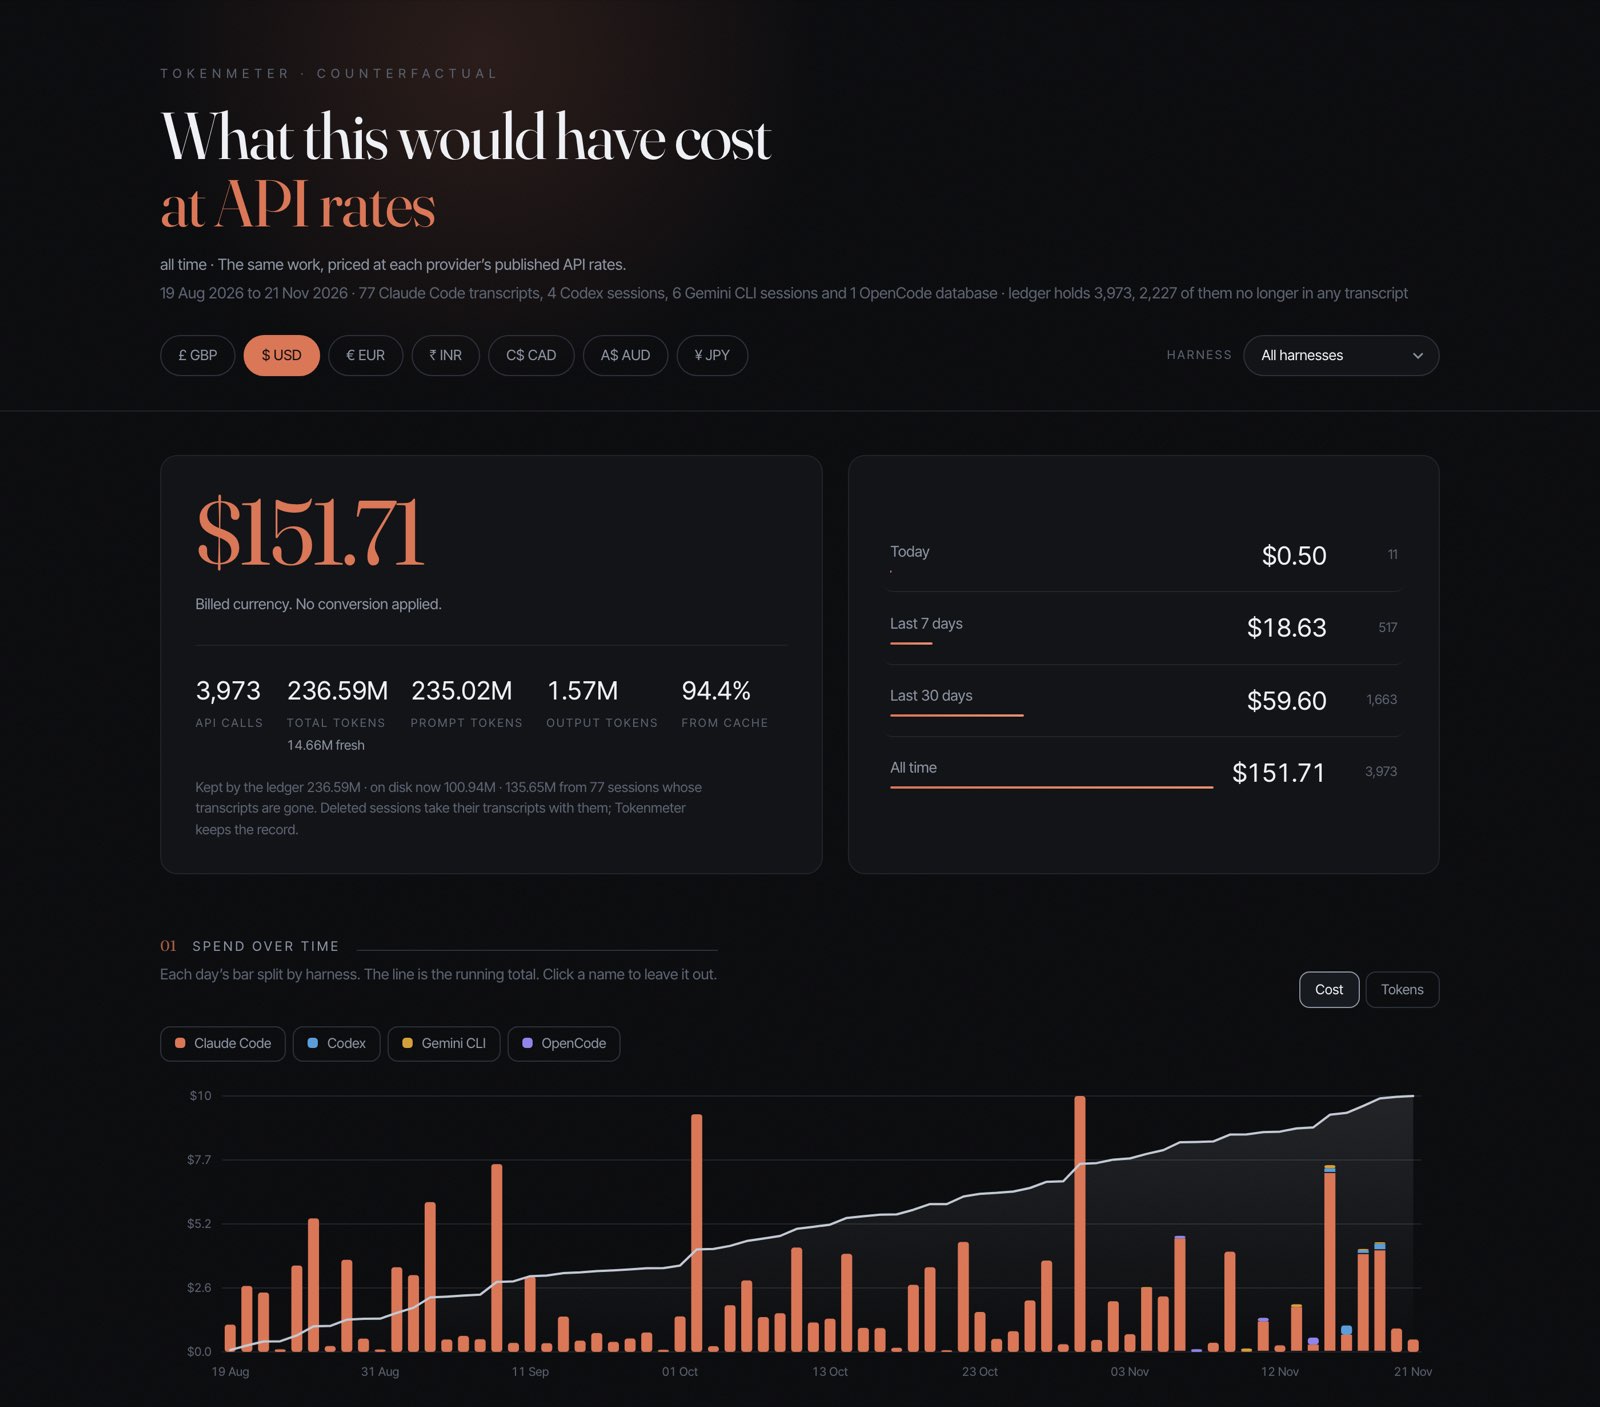 TOKENMETER · COUNTERFACTUAL
What this would have cost
at API rates
all time · The same work, priced at each provider’s published API rates.
19 Aug 2026 to 21 Nov 2026 · 77 Claude Code transcripts, 4 Codex sessions, 6 Gemini CLI sessions and 1 OpenCode database · ledger holds 3,973, 2,227 of them no longer in any transcript
£ GBP
$ USD
€ EUR
₹ INR
C$ CAD
A$ AUD
¥ JPY
HARNESS
All harnesses
$151.71
Billed currency. No conversion applied.
3,973
API CALLS
236.59M
TOTAL TOKENS
14.66M fresh
235.02M
PROMPT TOKENS
1.57M
OUTPUT TOKENS
94.4%
FROM CACHE
Kept by the ledger 236.59M · on disk now 100.94M · 135.65M from 77 sessions whose
transcripts are gone. Deleted sessions take their transcripts with them; Tokenmeter
keeps the record.
Today $0.50 11
Last 7 days $18.63 517
Last 30 days $59.60 1,663
All time $151.71 3,973
01 SPEND OVER TIME
Each day’s bar split by harness. The line is the running total. Click a name to leave it out.
Cost
Tokens
Claude Code
Codex
Gemini CLI
OpenCode
$10
$7.7
$5.2
$2.6
$0.0
19 Aug
31 Aug
11 Sep
01 Oct
13 Oct
23 Oct
03 Nov
12 Nov
21 Nov